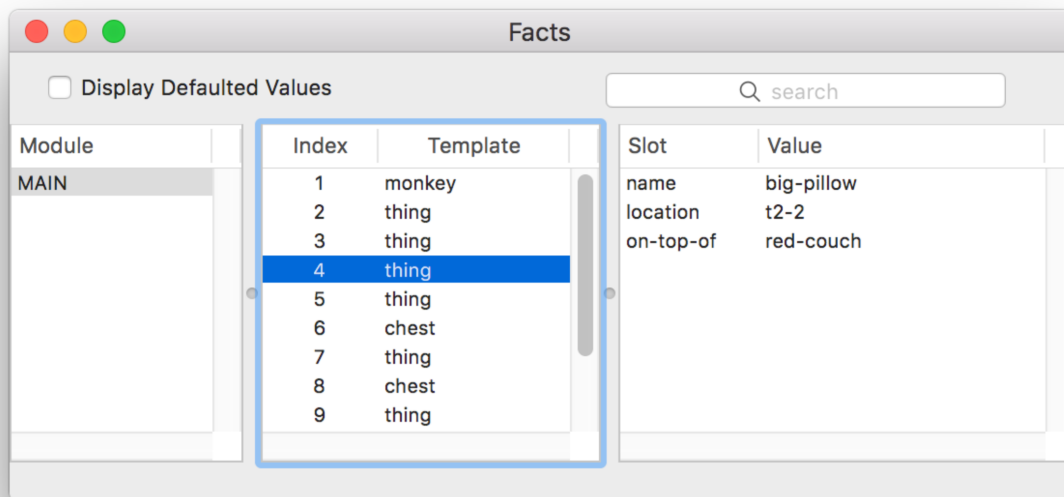 Facts
Display Defaulted Values
search
Module Index Template Slot Value
MAIN 1 monkey name big-pillow
2 thing location t2-2
3 thing on-top-of red-couch
4 thing
5 thing
6 chest
7 thing
8 chest
9 thing